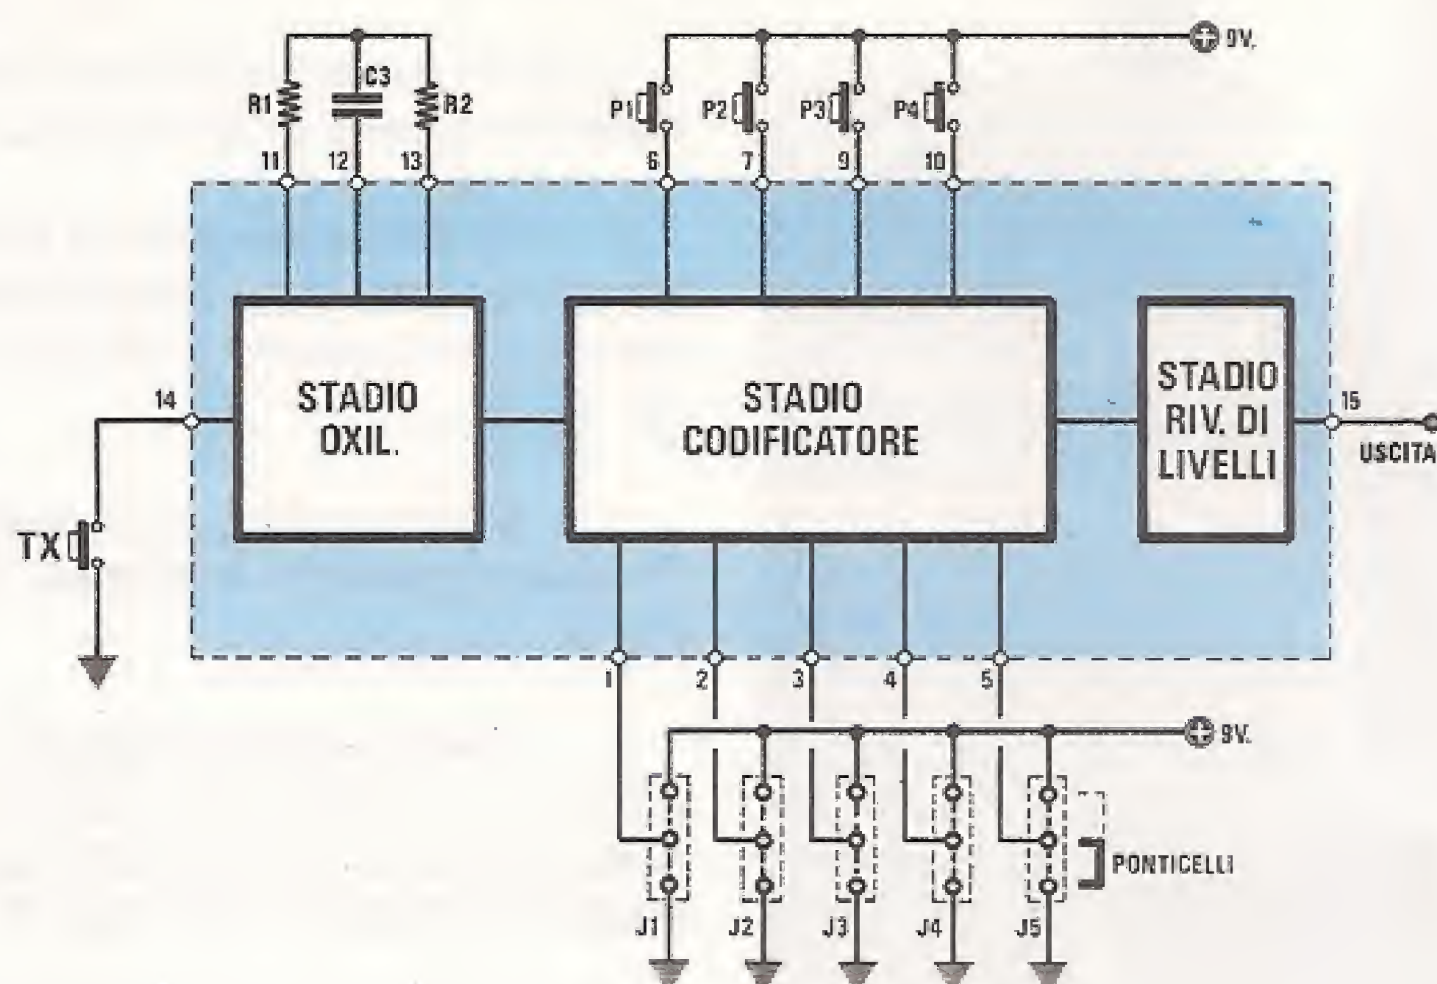 9V.
C3
R1
R2
P1
P2
P3
P4
11
12
13
6
7
9
10
STADIO
OXIL.
STADIO
CODIFICATORE
STADIO
RIV. DI
LIVELLI
14
15
USCITA
TX
1
2
3
4
5
9V.
PONTICELLI
J1
J2
J3
J4
J5